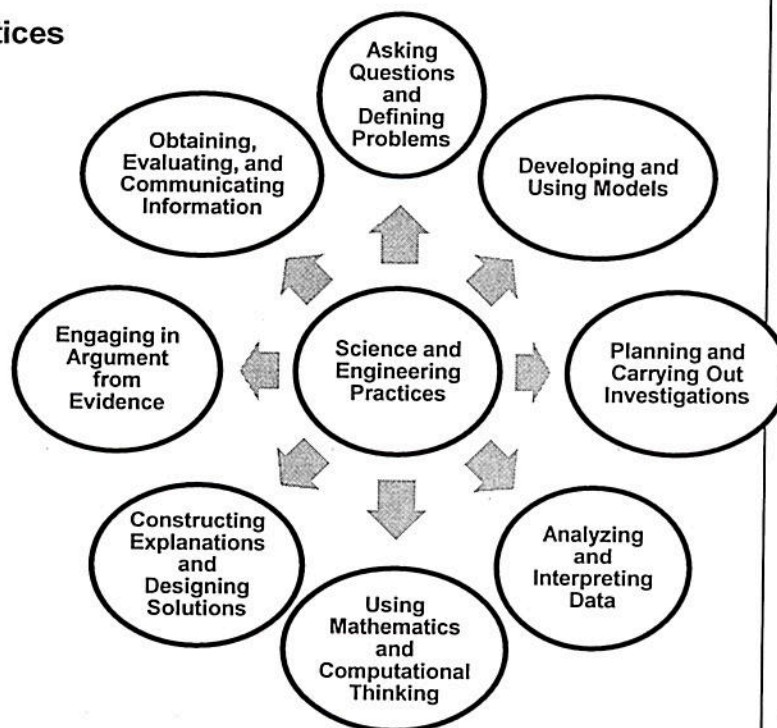 tices
Asking
Questions
and
Defining
Problems
Developing and
Using Models
Planning and
Carrying Out
Investigations
Analyzing
and
Interpreting
Data
Using
Mathematics
and
Computational
Thinking
Constructing
Explanations
and
Designing
Solutions
Engaging in
Argument
from
Evidence
Obtaining,
Evaluating, and
Communicating
Information
Science and
Engineering
Practices